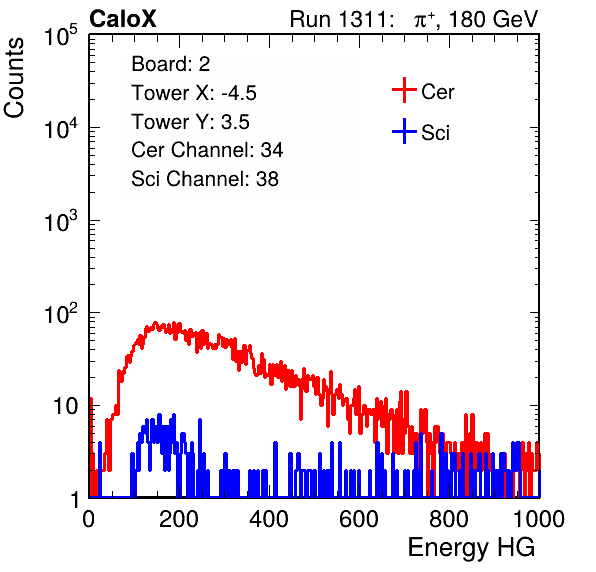 CaloX Run 1311: π⁺, 180 GeV
Counts
10⁵
10⁴
10³
10²
10
1
Board: 2
Tower X: -4.5
Tower Y: 3.5
Cer Channel: 34
Sci Channel: 38
Cer
Sci
0 200 400 600 800 1000
Energy HG